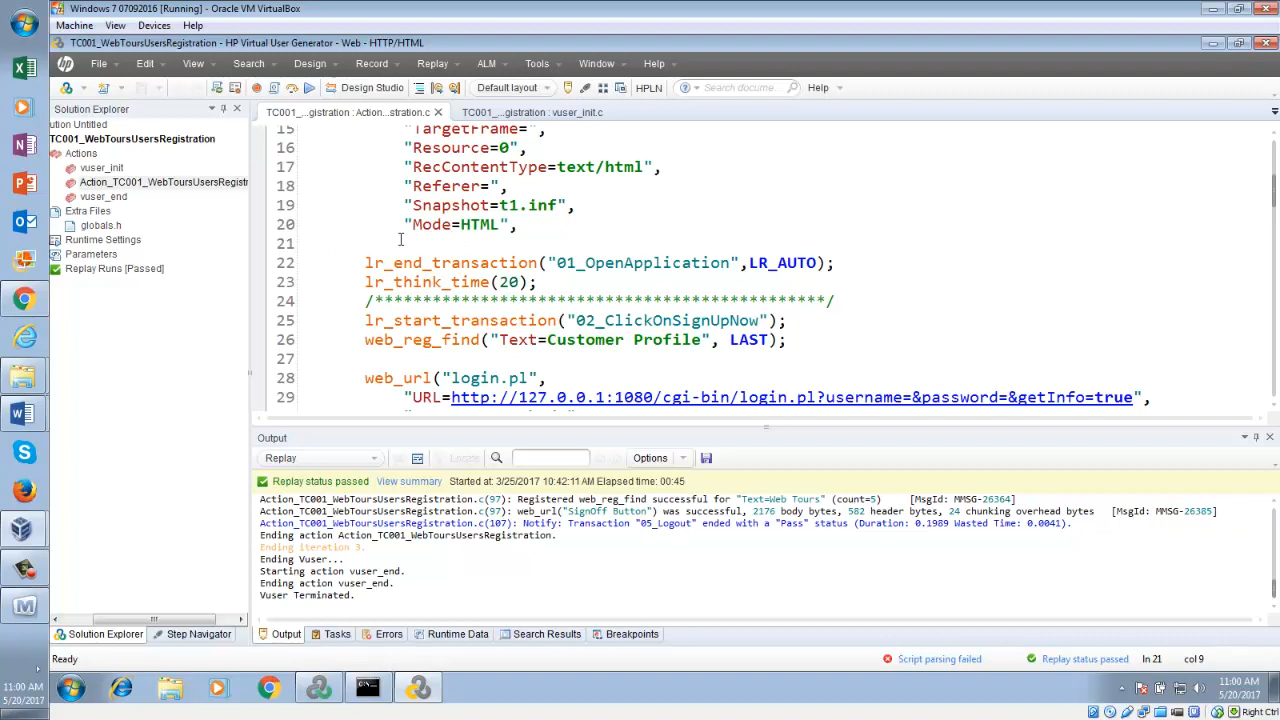 Windows 7 07092016 [Running] - Oracle VM VirtualBox
Machine View Devices Help
TC001_WebToursUsersRegistration - HP Virtual User Generator - Web - HTTP/HTML
File Edit View Search Design Record Replay ALM Tools Window Help
Design Studio Default layout HPLN Search docume... Help
Solution Explorer
TC001_...gistration : Action...stration.c TC001_...gistration : vuser_init.c
ution Untitled
TC001_WebToursUsersRegistration
Actions
vuser_init
Action_TC001_WebToursUsersRegistr
vuser_end
Extra Files
globals.h
Runtime Settings
Parameters
Replay Runs [Passed]
15 "TargetFrame=",
16 "Resource=0",
17 "RecContentType=text/html",
18 "Referer=",
19 "Snapshot=t1.inf",
20 "Mode=HTML",
21
22 lr_end_transaction("01_OpenApplication",LR_AUTO);
23 lr_think_time(20);
24 /***********************************************/
25 lr_start_transaction("02_ClickOnSignUpNow");
26 web_reg_find("Text=Customer Profile", LAST);
27
28 web_url("login.pl",
29 "URL=http://127.0.0.1:1080/cgi-bin/login.pl?username=&password=&getInfo=true",
Output
Replay Locate Options
Replay status passed View summary Started at: 3/25/2017 10:42:11 AM Elapsed time: 00:45
Action_TC001_WebToursUsersRegistration.c(97): Registered web_reg_find successful for "Text=Web Tours" (count=5) [MsgId: MMSG-26364]
Action_TC001_WebToursUsersRegistration.c(97): web_url("SignOff Button") was successful, 2176 body bytes, 582 header bytes, 24 chunking overhead bytes [MsgId: MMSG-26385]
Action_TC001_WebToursUsersRegistration.c(107): Notify: Transaction "05_Logout" ended with a "Pass" status (Duration: 0.1989 Wasted Time: 0.0041).
Ending action Action_TC001_WebToursUsersRegistration.
Ending iteration 3.
Ending Vuser...
Starting action vuser_end.
Ending action vuser_end.
Vuser Terminated.
Solution Explorer Step Navigator Output Tasks Errors Runtime Data Search Results Breakpoints
Ready Script parsing failed Replay status passed ln 21 col 9
11:00 AM
5/20/2017
11:00 AM
5/20/2017
Right Ctrl